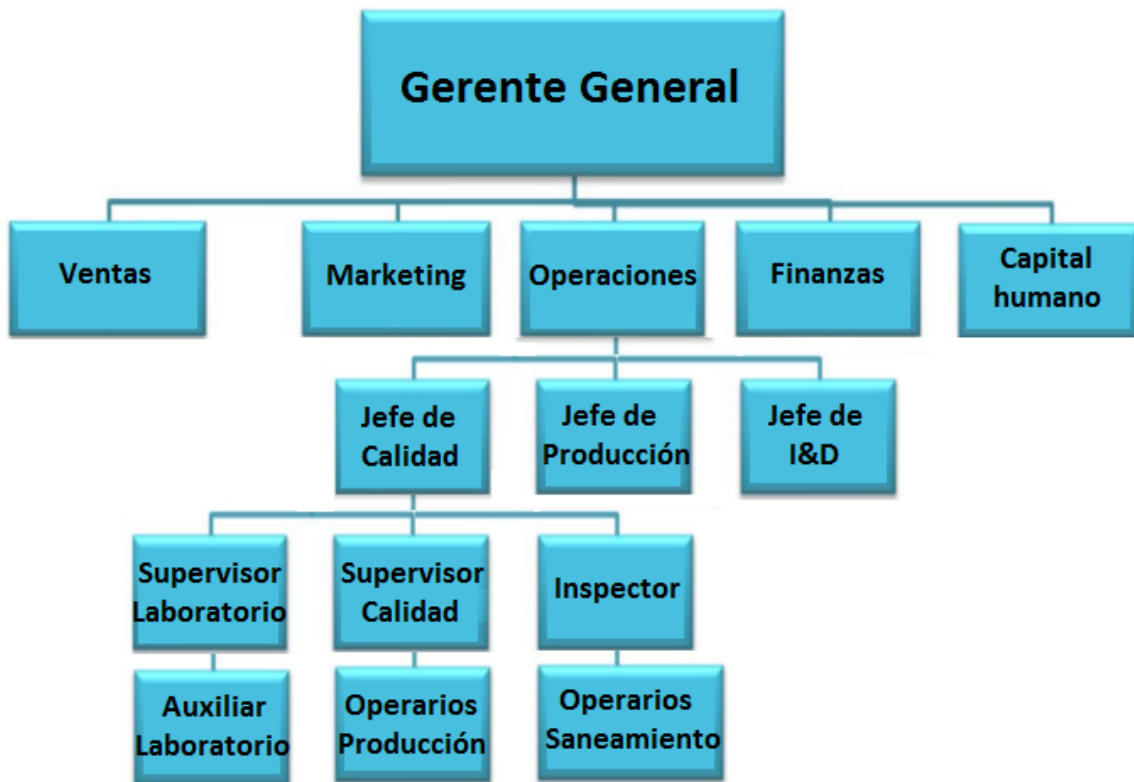 Gerente General
Ventas
Marketing
Operaciones
Finanzas
Capital
humano
Jefe de
Calidad
Jefe de
Producción
Jefe de
I&D
Supervisor
Laboratorio
Supervisor
Calidad
Inspector
Auxiliar
Laboratorio
Operarios
Producción
Operarios
Saneamiento